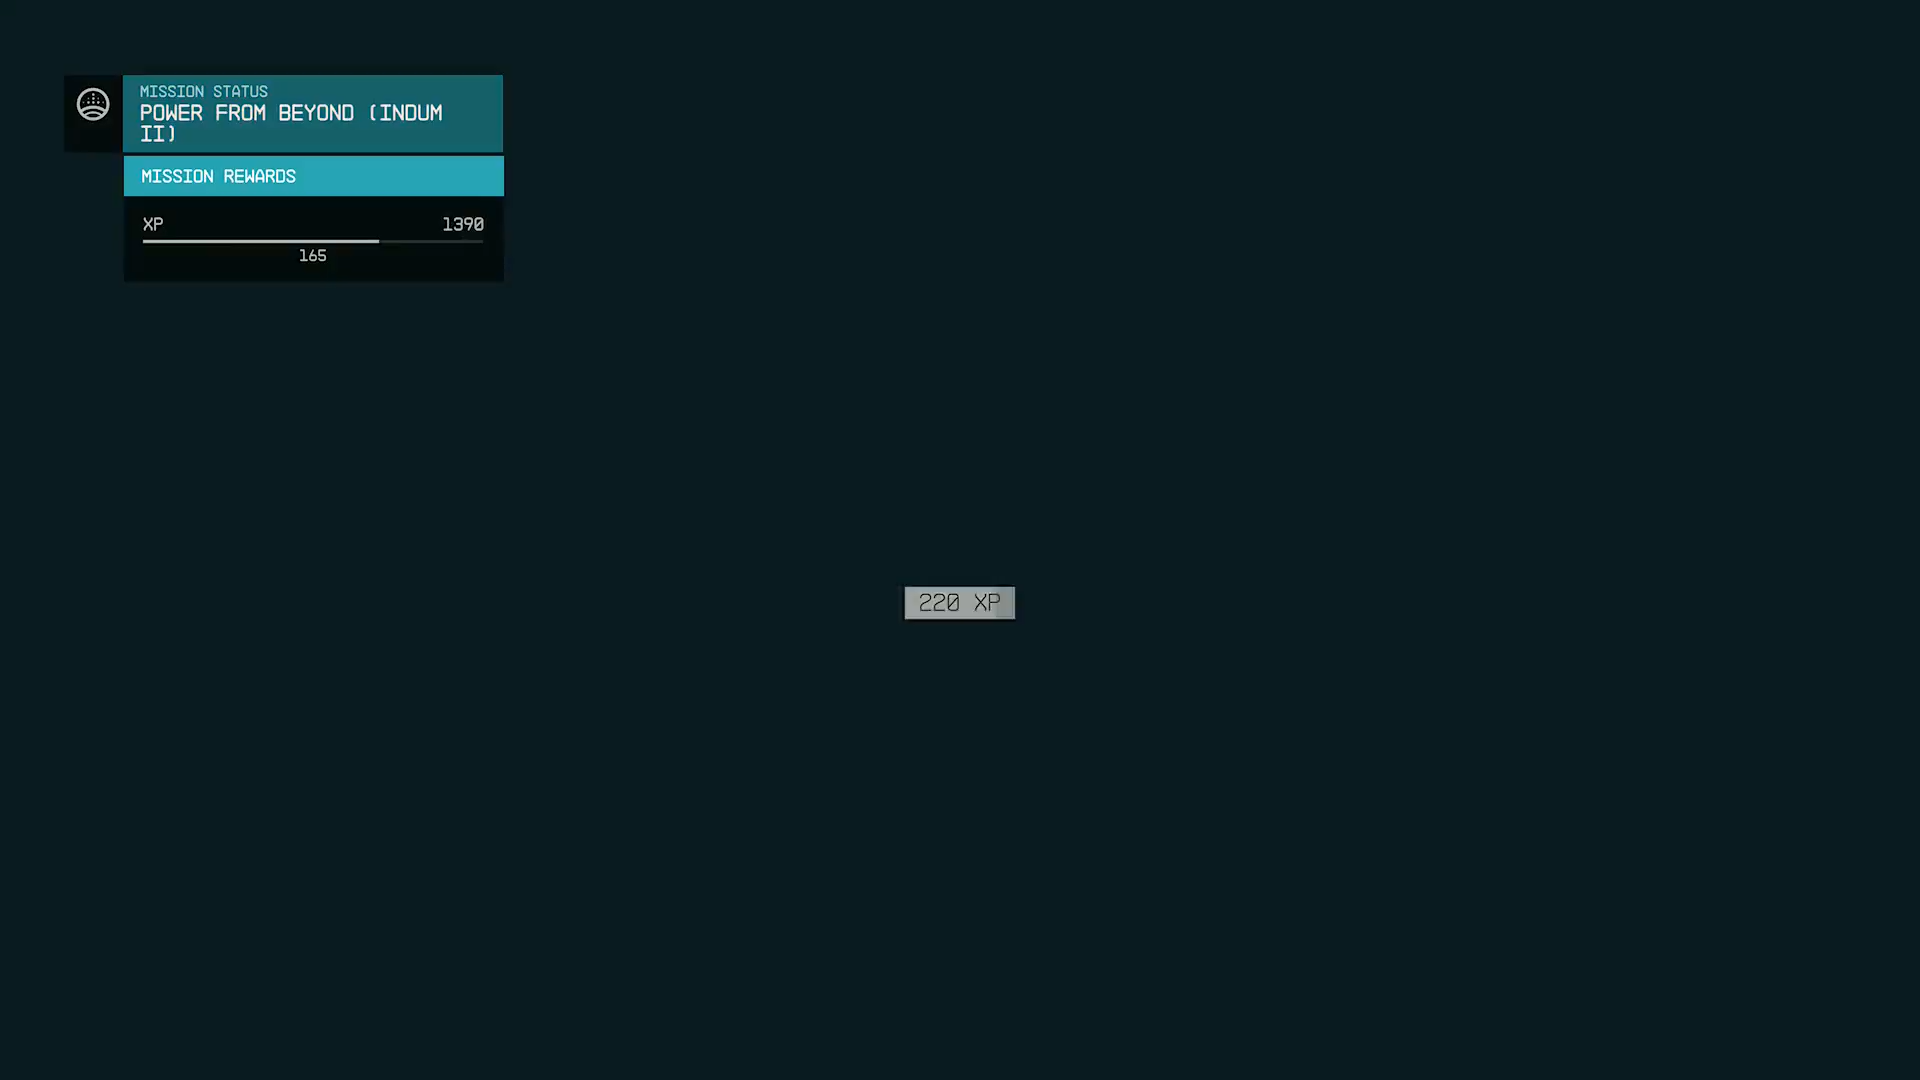 MISSION STATUS
POWER FROM BEYOND (INDUM
II)
MISSION REWARDS
XP 1390
165
220 XP